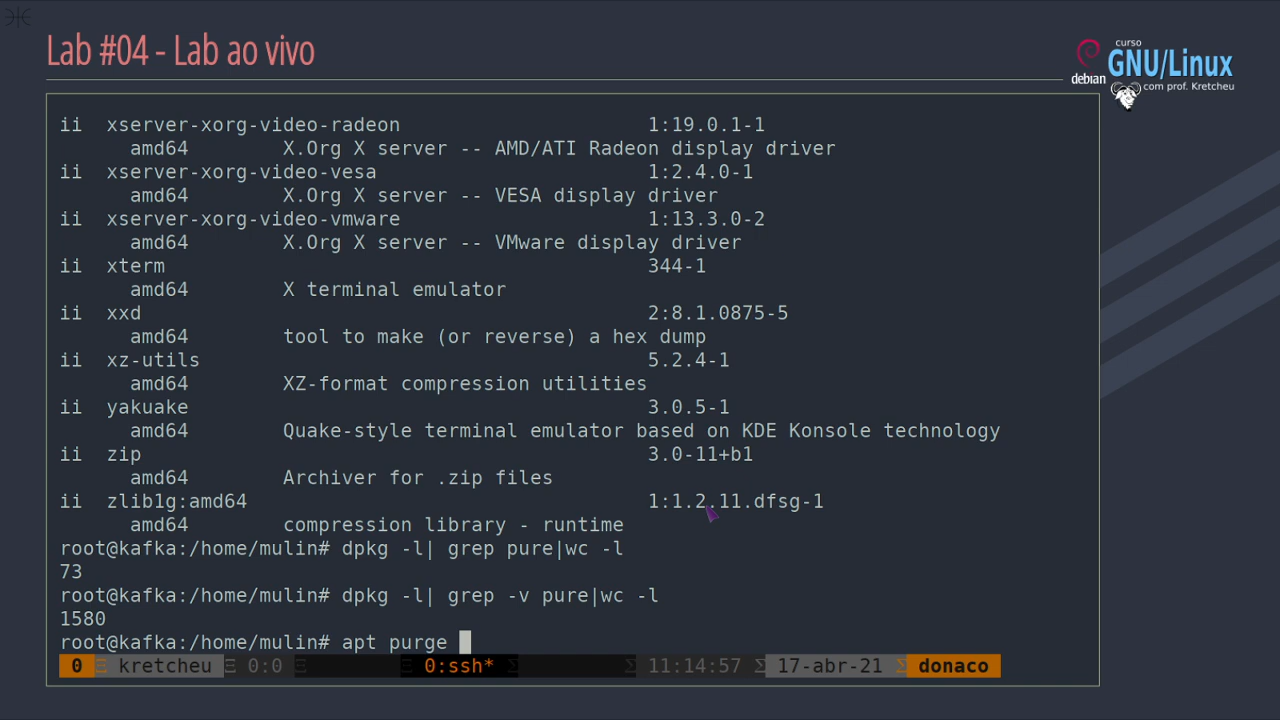 Lab #04 - Lab ao vivo
curso
GNU/Linux
debian
com prof. Kretcheu
ii  xserver-xorg-video-radeon                     1:19.0.1-1
      amd64        X.Org X server -- AMD/ATI Radeon display driver
ii  xserver-xorg-video-vesa                       1:2.4.0-1
      amd64        X.Org X server -- VESA display driver
ii  xserver-xorg-video-vmware                     1:13.3.0-2
      amd64        X.Org X server -- VMware display driver
ii  xterm                                         344-1
      amd64        X terminal emulator
ii  xxd                                           2:8.1.0875-5
      amd64        tool to make (or reverse) a hex dump
ii  xz-utils                                      5.2.4-1
      amd64        XZ-format compression utilities
ii  yakuake                                       3.0.5-1
      amd64        Quake-style terminal emulator based on KDE Konsole technology
ii  zip                                           3.0-11+b1
      amd64        Archiver for .zip files
ii  zlib1g:amd64                                  1:1.2.11.dfsg-1
      amd64        compression library - runtime
root@kafka:/home/mulin# dpkg -l| grep pure|wc -l
73
root@kafka:/home/mulin# dpkg -l| grep -v pure|wc -l
1580
root@kafka:/home/mulin# apt purge
0 Ξ kretcheu Ξ 0:0 Ξ 0:ssh* Σ Σ 11:14:57 Σ 17-abr-21 Σ donaco